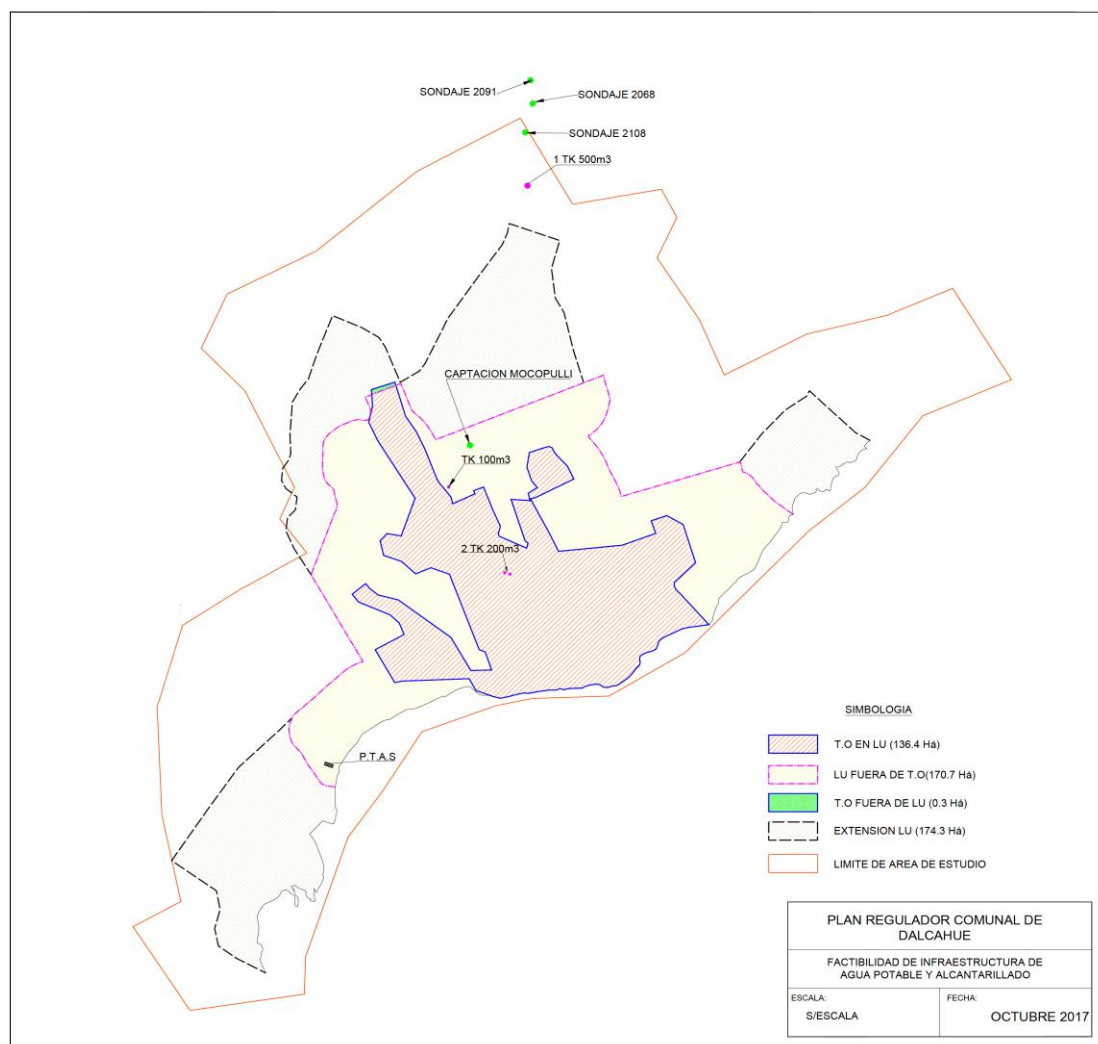 SONDAJE 2091
SONDAJE 2068
SONDAJE 2108
1 TK 500m3
CAPTACION MOCOPULLI
TK 100m3
2 TK 200m3
P.T.A.S
SIMBOLOGIA
T.O EN LU (136.4 Há)
LU FUERA DE T.O(170.7 Há)
T.O FUERA DE LU (0.3 Há)
EXTENSION LU (174.3 Há)
LIMITE DE AREA DE ESTUDIO
PLAN REGULADOR COMUNAL DE
DALCAHUE
FACTIBILIDAD DE INFRAESTRUCTURA DE
AGUA POTABLE Y ALCANTARILLADO
ESCALA:
S/ESCALA
FECHA:
OCTUBRE 2017